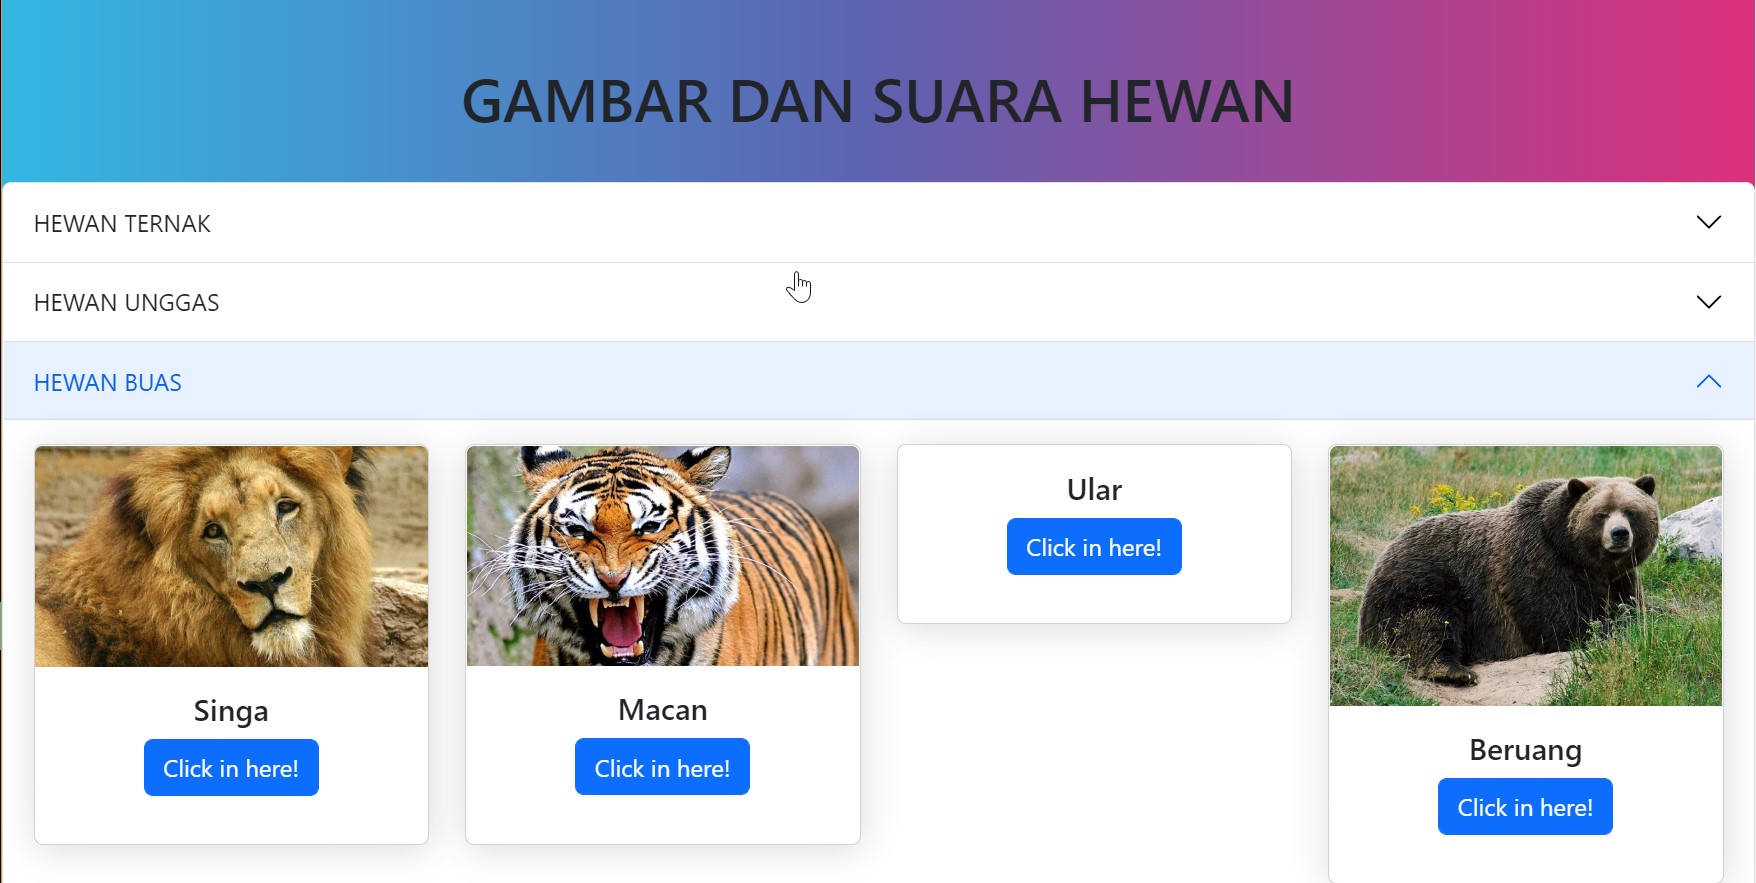 GAMBAR DAN SUARA HEWAN
HEWAN TERNAK
HEWAN UNGGAS
HEWAN BUAS
Singa
Click in here!
Macan
Click in here!
Ular
Click in here!
Beruang
Click in here!